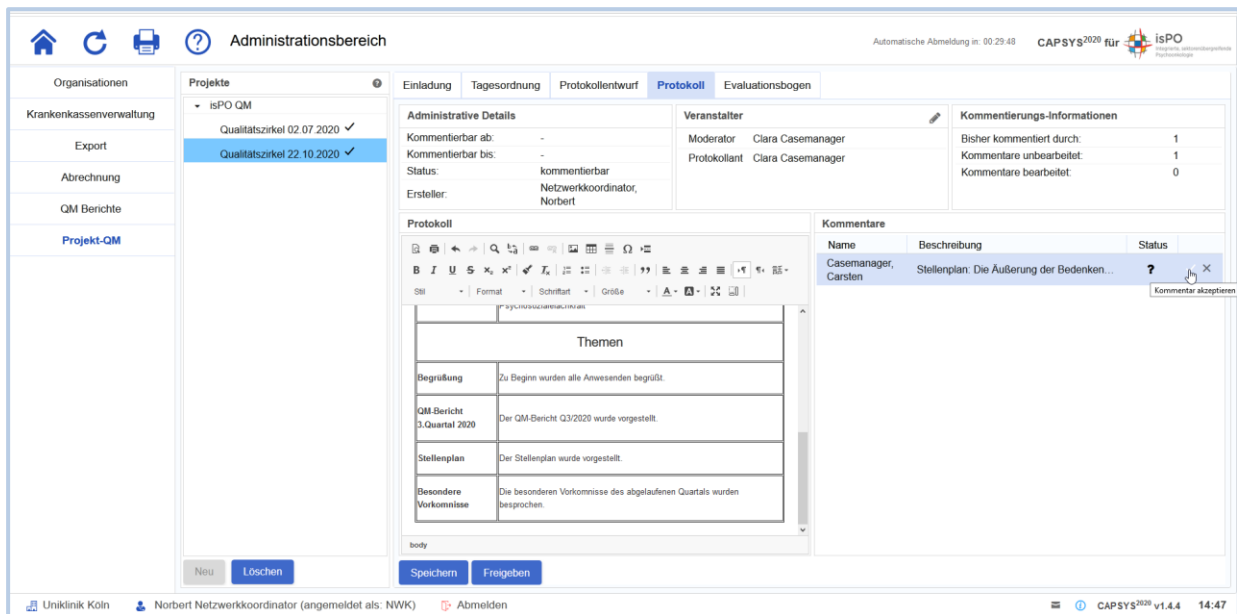 Administrationsbereich
Automatische Abmeldung in: 00:29:48
CAPSYS2020 für isPO
Organisationen
Krankenkassenverwaltung
Export
Abrechnung
QM Berichte
Projekt-QM
Projekte
isPO QM
Qualitätszirkel 02.07.2020
Qualitätszirkel 22.10.2020
Neu Löschen
Einladung Tagesordnung Protokollentwurf Protokoll Evaluationsbogen
Administrative Details
Kommentierbar ab: -
Kommentierbar bis: -
Status: kommentierbar
Ersteller: Netzwerkkoordinator,
Norbert
Veranstalter
Moderator Clara Casemanager
Protokollant Clara Casemanager
Kommentierungs-Informationen
Bisher kommentiert durch: 1
Kommentare unbearbeitet: 1
Kommentare bearbeitet: 0
Protokoll
Stil Format Schriftart Größe
Themen
Begrüßung Zu Beginn wurden alle Anwesenden begrüßt.
QM-Bericht
3.Quartal 2020 Der QM-Bericht Q3/2020 wurde vorgestellt.
Stellenplan Der Stellenplan wurde vorgestellt.
Besondere Die besonderen Vorkomnisse des abgelaufenen Quartals wurden
Vorkomnisse besprochen.
body
Speichern Freigeben
Kommentare
Name Beschreibung Status
Casemanager,
Carsten Stellenplan: Die Äußerung der Bedenken... ?
Kommentar akzeptieren
Uniklinik Köln Norbert Netzwerkkoordinator (angemeldet als: NWK) Abmelden
CAPSYS2020 v1.4.4 14:47